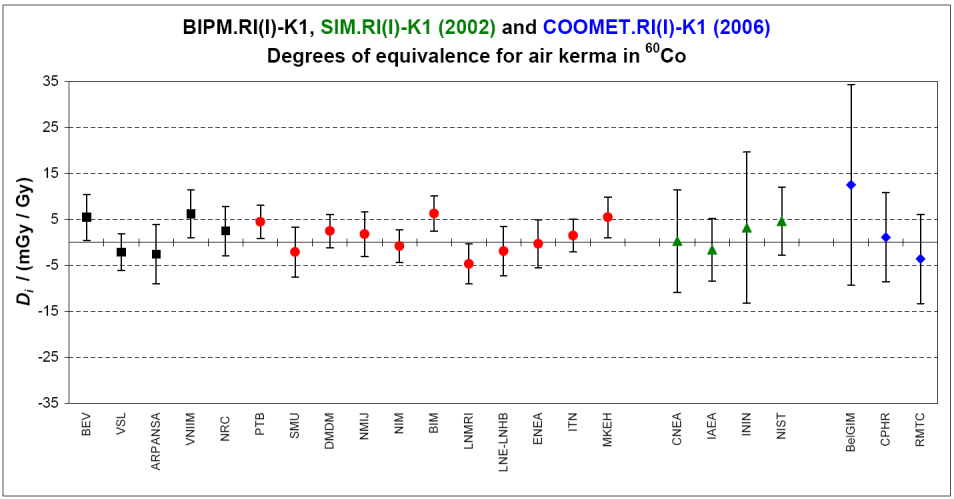 BIPM.RI(I)-K1, SIM.RI(I)-K1 (2002) and COOMET.RI(I)-K1 (2006)
Degrees of equivalence for air kerma in ⁶⁰Co
D i / (mGy / Gy)
35
25
15
5
-5
-15
-25
-35
BEV
VSL
ARPANSA
VNIIM
NRC
PTB
SMU
DMDM
NMIJ
NIM
BIM
LNMRI
LNE-LNHB
ENEA
ITN
MKEH
CNEA
IAEA
ININ
NIST
BelGIM
CPHR
RMTC